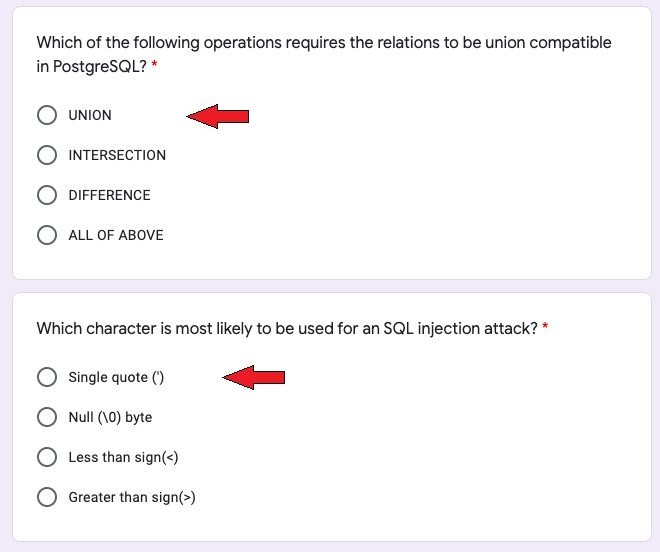 Which of the following operations requires the relations to be union compatible
in PostgreSQL? *
UNION
INTERSECTION
DIFFERENCE
ALL OF ABOVE
Which character is most likely to be used for an SQL injection attack? *
Single quote (')
Null (\0) byte
Less than sign(<)
Greater than sign(>)